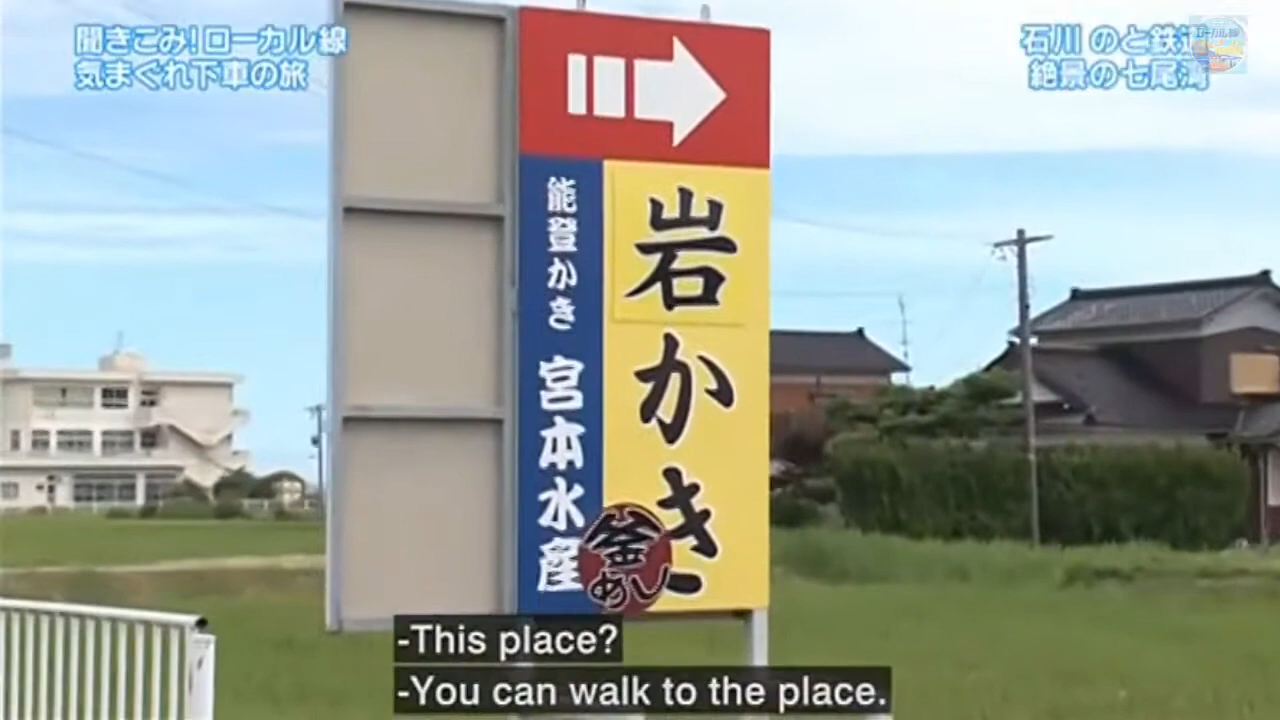 聞きこみ!ローカル線
気まぐれ下車の旅
石川 のと鉄道
絶景の七尾湾
岩かき
能登かき 宮本水産
釜めし
-This place?
-You can walk to the place.